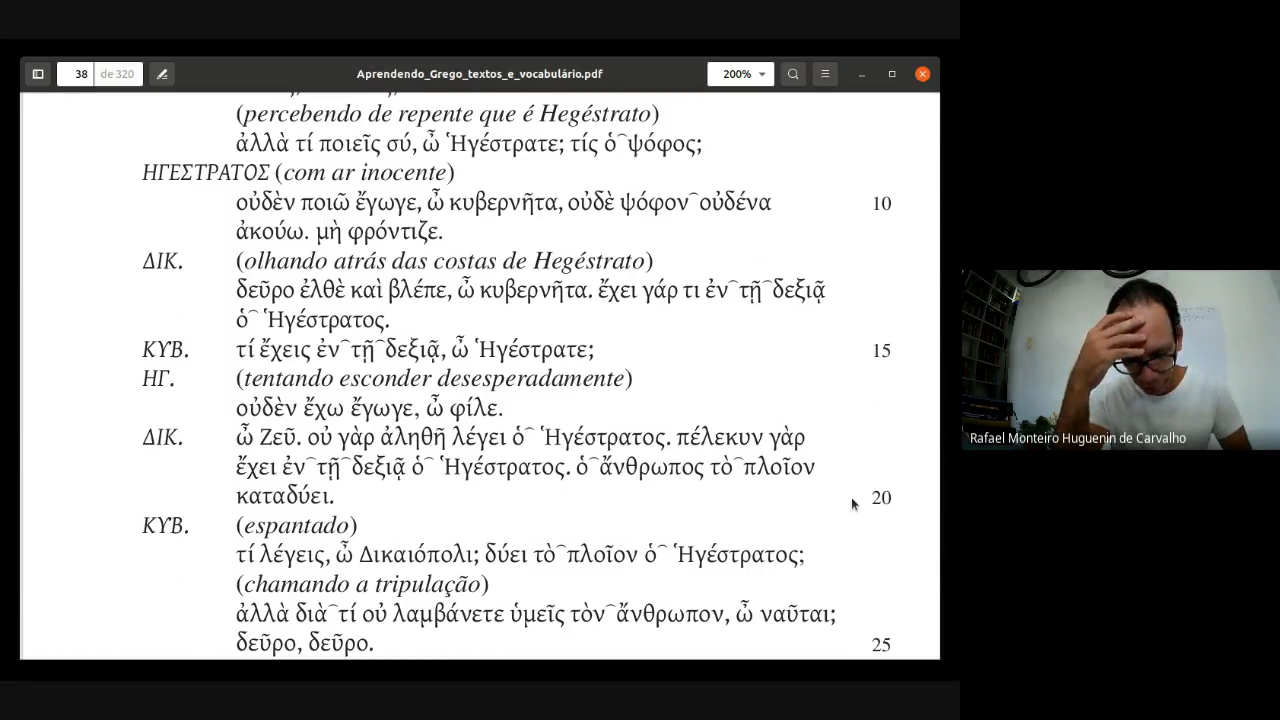 38 de 320
Aprendendo_Grego_textos_e_vocabulário.pdf
200%
(percebendo de repente que é Hegéstrato)
ἀλλὰ τί ποιεῖς σύ, ὦ Ἡγέστρατε; τίς ὁ⁀ψόφος;
ΗΓΕΣΤΡΑΤΟΣ (com ar inocente)
οὐδὲν ποιῶ ἔγωγε, ὦ κυβερνῆτα, οὐδὲ ψόφον⁀οὐδένα 10
ἀκούω. μὴ φρόντιζε.
ΔΙΚ. (olhando atrás das costas de Hegéstrato)
δεῦρο ἐλθὲ καὶ βλέπε, ὦ κυβερνῆτα. ἔχει γάρ τι ἐν⁀τῇ⁀δεξιᾷ
ὁ⁀Ἡγέστρατος.
ΚΥΒ. τί ἔχεις ἐν⁀τῇ⁀δεξιᾷ, ὦ Ἡγέστρατε; 15
ΗΓ. (tentando esconder desesperadamente)
οὐδὲν ἔχω ἔγωγε, ὦ φίλε.
ΔΙΚ. ὦ Ζεῦ. οὐ γὰρ ἀληθῆ λέγει ὁ⁀Ἡγέστρατος. πέλεκυν γὰρ
ἔχει ἐν⁀τῇ⁀δεξιᾷ ὁ⁀Ἡγέστρατος. ὁ⁀ἄνθρωπος τὸ⁀πλοῖον
καταδύει. 20
ΚΥΒ. (espantado)
τί λέγεις, ὦ Δικαιόπολι; δύει τὸ⁀πλοῖον ὁ⁀Ἡγέστρατος;
(chamando a tripulação)
ἀλλὰ διὰ⁀τί οὐ λαμβάνετε ὑμεῖς τὸν⁀ἄνθρωπον, ὦ ναῦται;
δεῦρο, δεῦρο. 25
Rafael Monteiro Huguenin de Carvalho